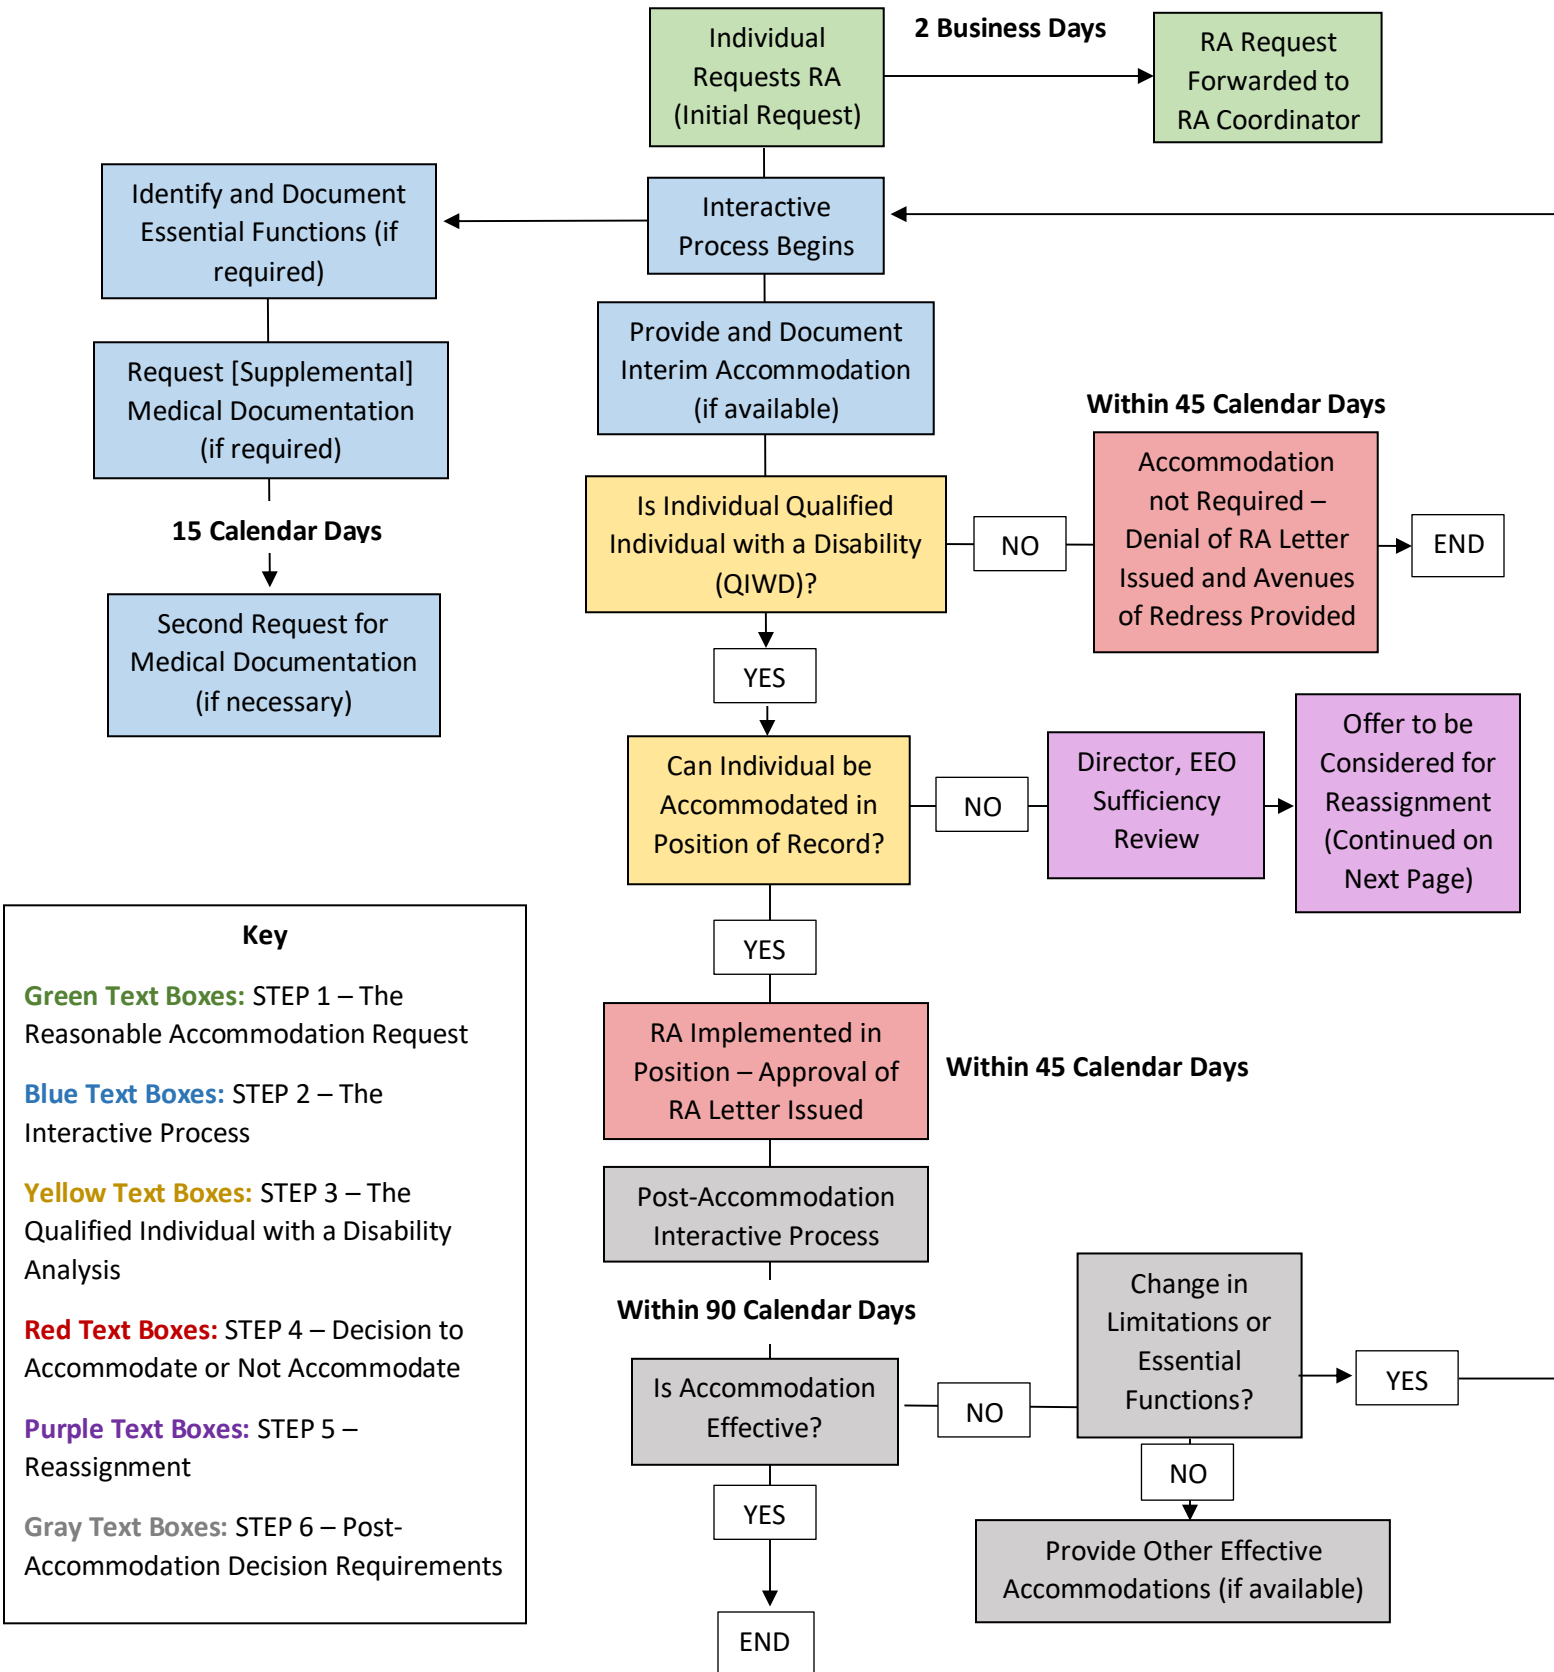 Individual
Requests RA
(Initial Request)
2 Business Days
RA Request
Forwarded to
RA Coordinator
Identify and Document
Essential Functions (if
required)
Interactive
Process Begins
Request [Supplemental]
Medical Documentation
(if required)
Provide and Document
Interim Accommodation
(if available)
15 Calendar Days
Second Request for
Medical Documentation
(if necessary)
Is Individual Qualified
Individual with a Disability
(QIWD)?
NO
Within 45 Calendar Days
Accommodation
not Required –
Denial of RA Letter
Issued and Avenues
of Redress Provided
END
YES
Can Individual be
Accommodated in
Position of Record?
NO
Director, EEO
Sufficiency
Review
Offer to be
Considered for
Reassignment
(Continued on
Next Page)
YES
RA Implemented in
Position – Approval of
RA Letter Issued
Within 45 Calendar Days
Post-Accommodation
Interactive Process
Within 90 Calendar Days
Is Accommodation
Effective?
NO
Change in
Limitations or
Essential
Functions?
YES
NO
Provide Other Effective
Accommodations (if available)
YES
END
Key
Green Text Boxes: STEP 1 – The
Reasonable Accommodation Request
Blue Text Boxes: STEP 2 – The
Interactive Process
Yellow Text Boxes: STEP 3 – The
Qualified Individual with a Disability
Analysis
Red Text Boxes: STEP 4 – Decision to
Accommodate or Not Accommodate
Purple Text Boxes: STEP 5 –
Reassignment
Gray Text Boxes: STEP 6 – Post-
Accommodation Decision Requirements